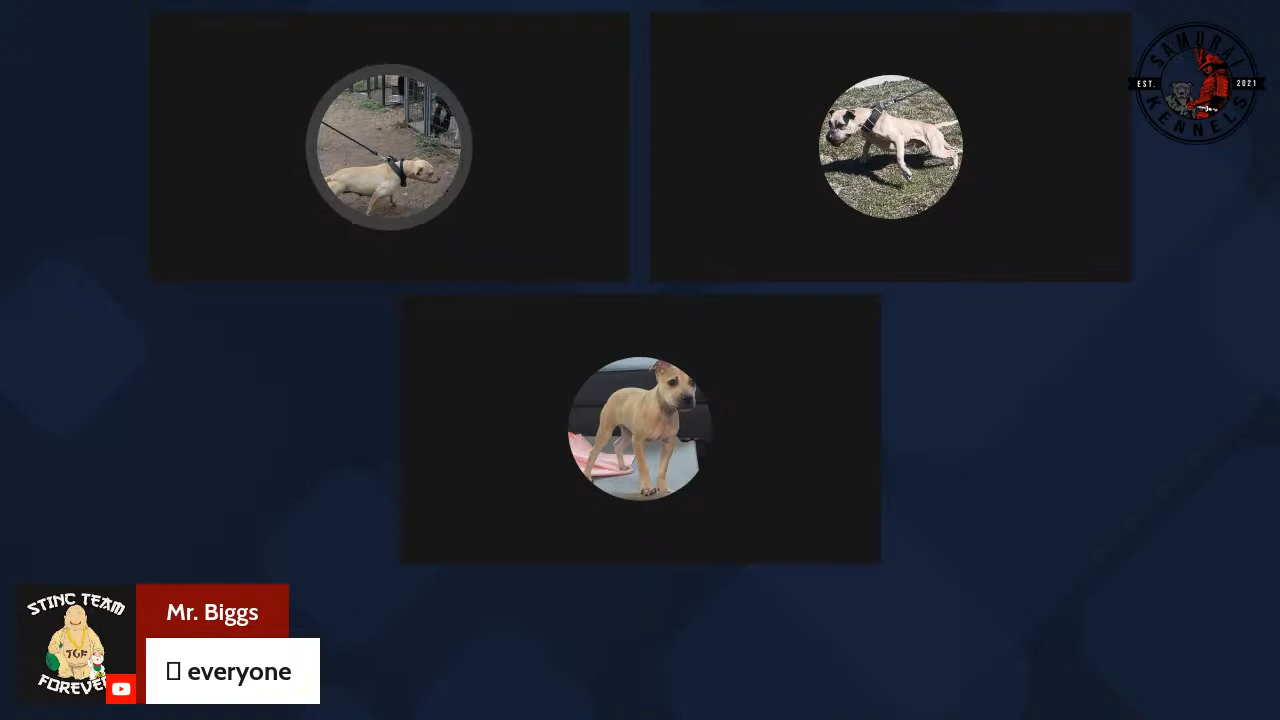 SAMURAI
EST. 2021
KENNELS
STINC TEAM
TGF
FOREVER
Mr. Biggs
everyone